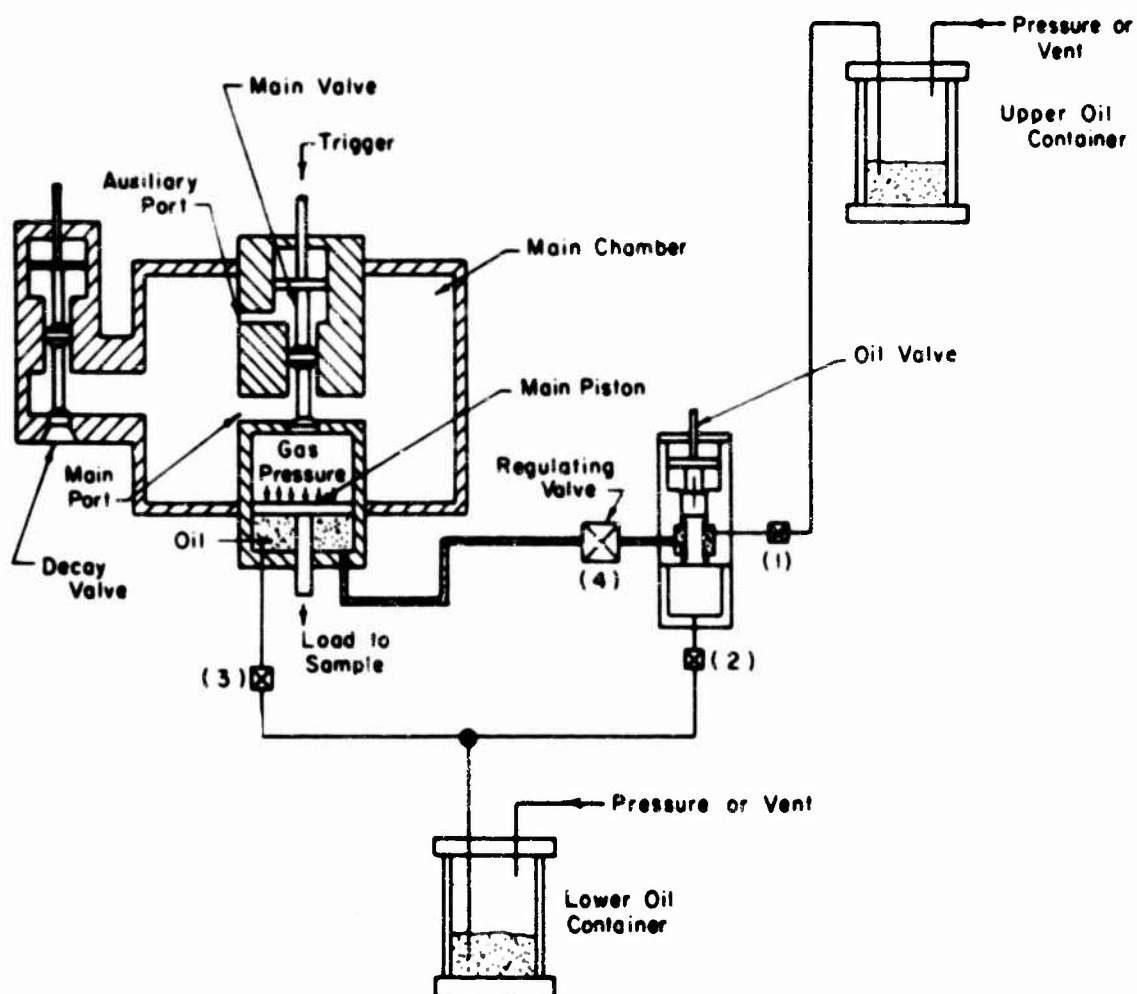 Pressure or
Vent
Upper Oil
Container
Main Valve
Trigger
Auxiliary
Port
Main Chamber
Oil Valve
Main Piston
Gas
Pressure
Main
Port
Regulating
Valve
Oil
(1)
(4)
Decay
Valve
Load to
Sample
(2)
(3)
Pressure or Vent
Lower Oil
Container